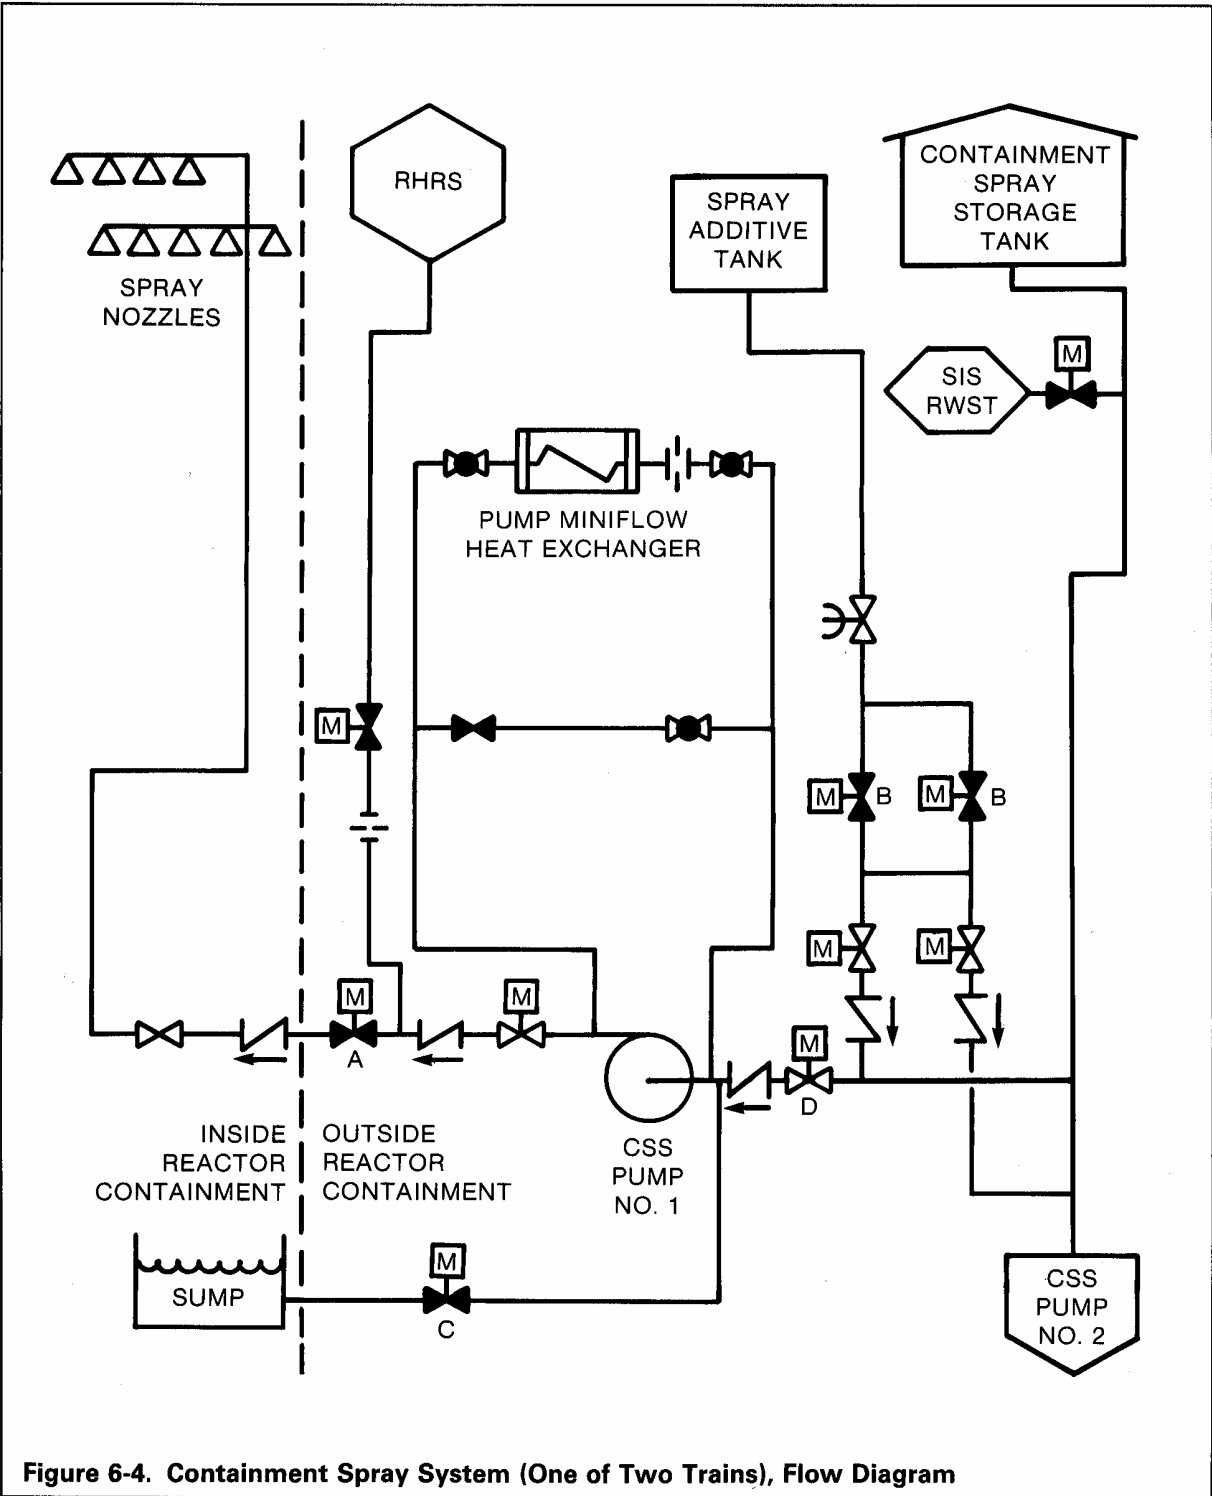 RHRS
SPRAY
ADDITIVE
TANK
CONTAINMENT
SPRAY
STORAGE
TANK
SPRAY
NOZZLES
M
SIS
RWST
PUMP MINIFLOW
HEAT EXCHANGER
M
M
B
M
B
M
M
M
A
M
M
D
INSIDE
REACTOR
CONTAINMENT
OUTSIDE
REACTOR
CONTAINMENT
CSS
PUMP
NO. 1
SUMP
M
C
CSS
PUMP
NO. 2
Figure 6-4. Containment Spray System (One of Two Trains), Flow Diagram